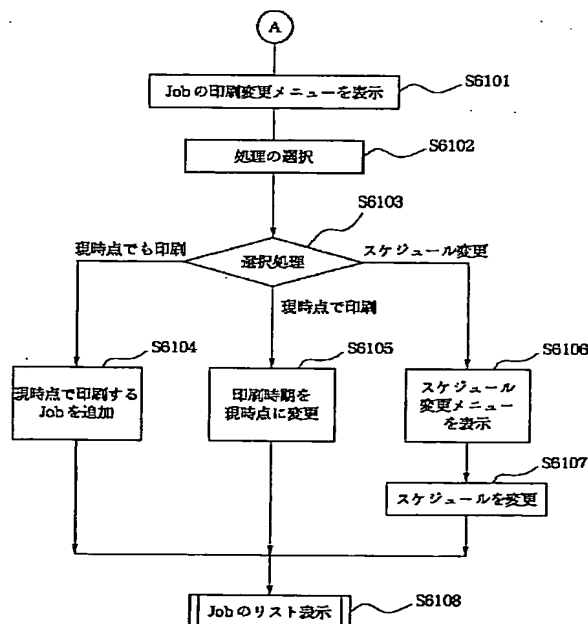 A
Jobの印刷変更メニューを表示
S6101
処理の選択
S6102
S6103
選択処理
現時点でも印刷
スケジュール変更
現時点で印刷
S6104
現時点で印刷する
Jobを追加
S6105
印刷時期を
現時点に変更
S6106
スケジュール
変更メニュー
を表示
S6107
スケジュールを変更
Jobのリスト表示
S6108